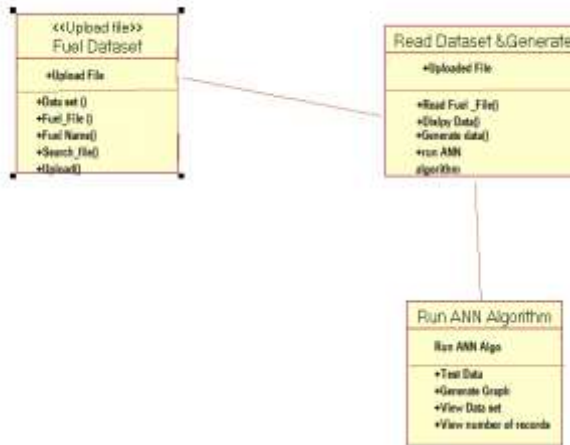 <<Upload file>>
Fuel Dataset
+Upload File
+Data set ()
+Fuel_File ()
+Fuel Name()
+Search_file()
+Upload()
Read Dataset &Generate
+Uploaded File
+Read Fuel _File()
+Dislpy Data()
+Generate data()
+run ANN
algorithm
Run ANN Algorithm
Run ANN Algo
+Test Data
+Generate Graph
+View Data set
+View number of records